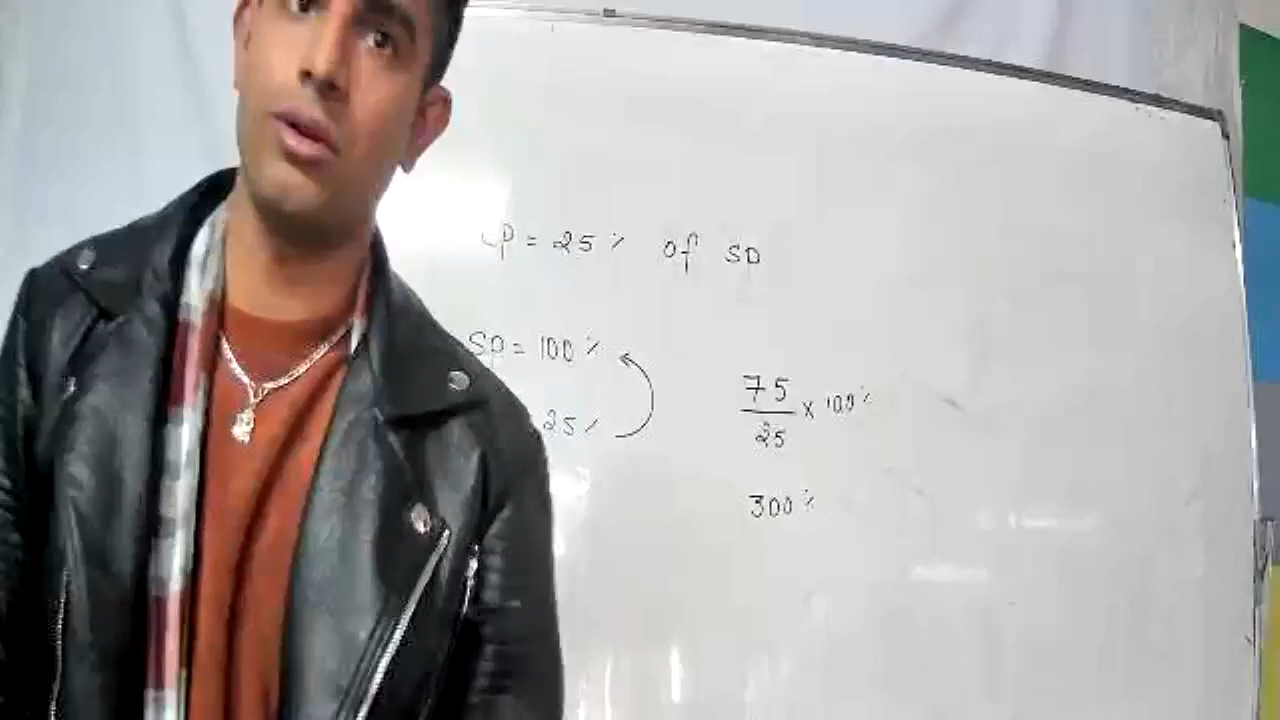 CP = 25% of SP
SP = 100%
25%
75
25
× 100%
300%